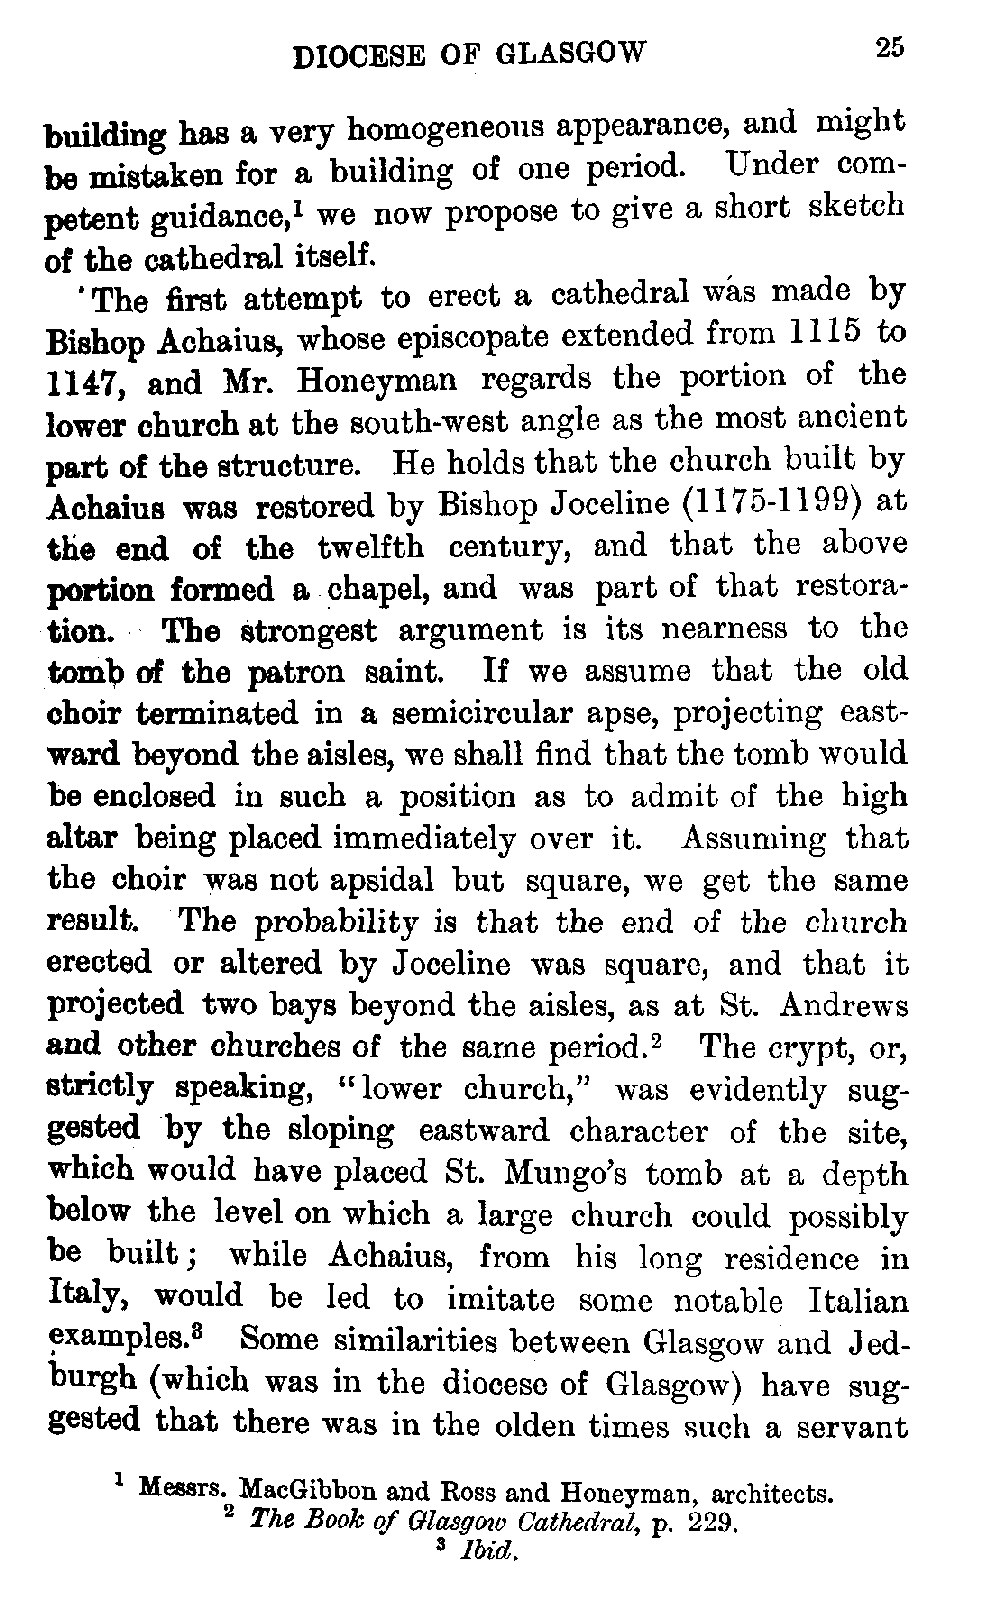 DIOCESE OF GLASGOW 25
building has a very homogeneous appearance, and might
be mistaken for a building of one period. Under com-
petent guidance,¹ we now propose to give a short sketch
of the cathedral itself.
'The first attempt to erect a cathedral was made by
Bishop Achaius, whose episcopate extended from 1115 to
1147, and Mr. Honeyman regards the portion of the
lower church at the south-west angle as the most ancient
part of the structure. He holds that the church built by
Achaius was restored by Bishop Joceline (1175-1199) at
the end of the twelfth century, and that the above
portion formed a chapel, and was part of that restora-
tion. The strongest argument is its nearness to the
tomb of the patron saint. If we assume that the old
choir terminated in a semicircular apse, projecting east-
ward beyond the aisles, we shall find that the tomb would
be enclosed in such a position as to admit of the high
altar being placed immediately over it. Assuming that
the choir was not apsidal but square, we get the same
result. The probability is that the end of the church
erected or altered by Joceline was square, and that it
projected two bays beyond the aisles, as at St. Andrews
and other churches of the same period.² The crypt, or,
strictly speaking, "lower church," was evidently sug-
gested by the sloping eastward character of the site,
which would have placed St. Mungo's tomb at a depth
below the level on which a large church could possibly
be built; while Achaius, from his long residence in
Italy, would be led to imitate some notable Italian
examples.³ Some similarities between Glasgow and Jed-
burgh (which was in the diocese of Glasgow) have sug-
gested that there was in the olden times such a servant
¹ Messrs. MacGibbon and Ross and Honeyman, architects.
² The Book of Glasgow Cathedral, p. 229.
³ Ibid.